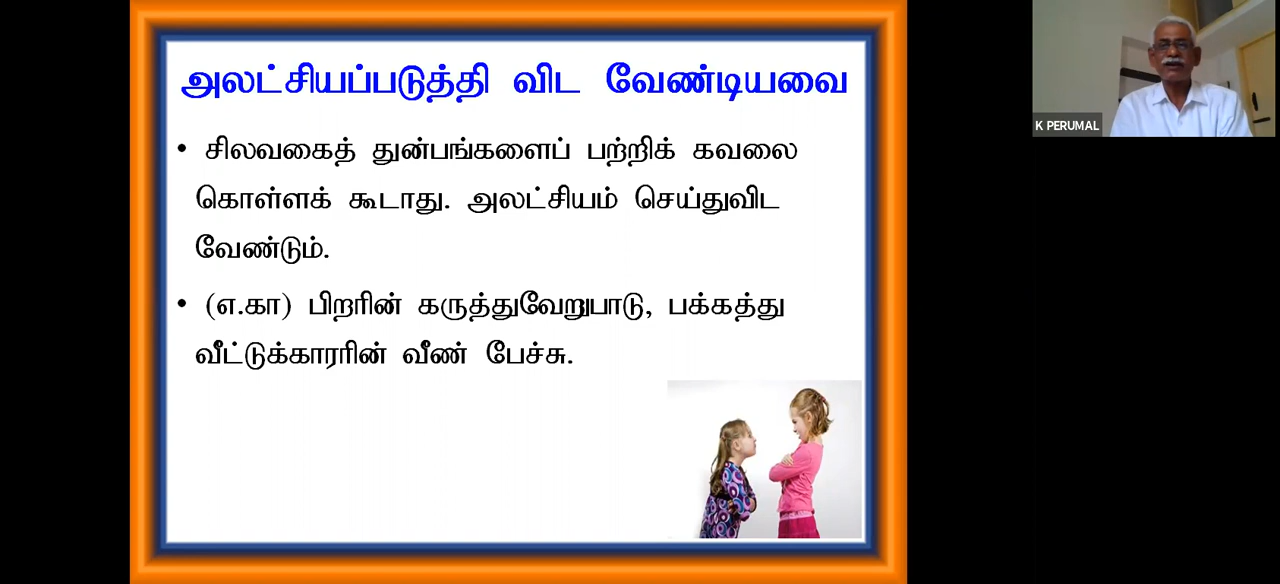 அலட்சியப்படுத்தி விட வேண்டியவை
• சிலவகைத் துன்பங்களைப் பற்றிக் கவலை
கொள்ளக் கூடாது. அலட்சியம் செய்துவிட
வேண்டும்.
• (எ.கா) பிறரின் கருத்துவேறுபாடு, பக்கத்து
வீட்டுக்காரரின் வீண் பேச்சு.
K PERUMAL